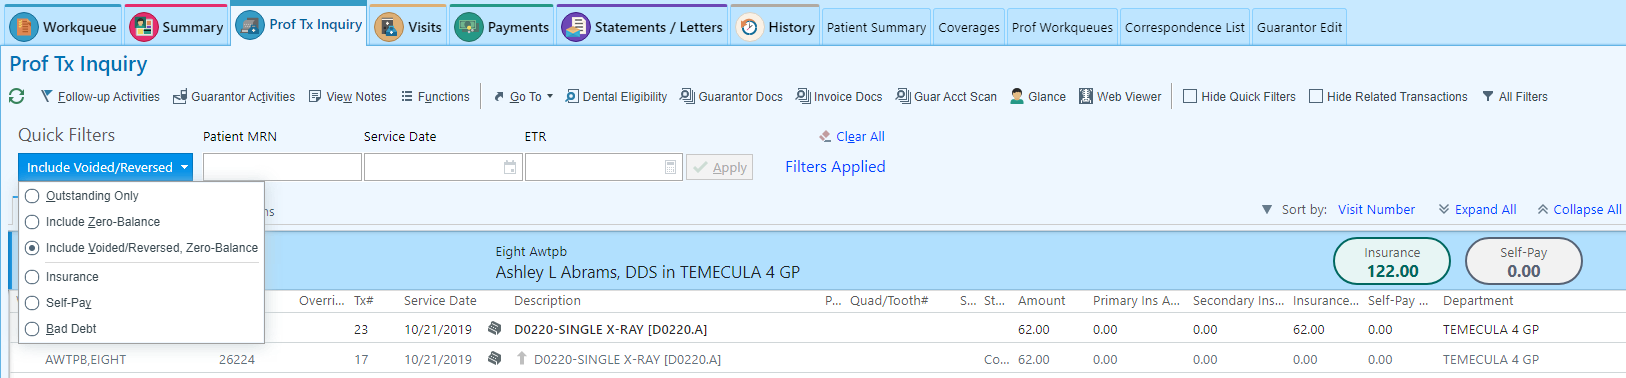 Workqueue Summary Prof Tx Inquiry Visits Payments Statements / Letters History Patient Summary Coverages Prof Workqueues Correspondence List Guarantor Edit
Prof Tx Inquiry
Follow-up Activities Guarantor Activities View Notes Functions Go To Dental Eligibility Guarantor Docs Invoice Docs Guar Acct Scan Glance Web Viewer Hide Quick Filters Hide Related Transactions All Filters
Quick Filters Patient MRN Service Date ETR Clear All
Include Voided/Reversed Apply Filters Applied
Outstanding Only
Include Zero-Balance
Sort by: Visit Number Expand All Collapse All
Include Voided/Reversed, Zero-Balance
Insurance
Self-Pay
Bad Debt
Eight Awtpb
Ashley L Abrams, DDS in TEMECULA 4 GP
Insurance Self-Pay
122.00 0.00
Overri... Tx# Service Date Description P... Quad/Tooth# S... St... Amount Primary Ins A... Secondary Ins... Insurance... Self-Pay ... Department
23 10/21/2019 D0220-SINGLE X-RAY [D0220.A] 62.00 0.00 0.00 62.00 0.00 TEMECULA 4 GP
AWTPB,EIGHT 26224 17 10/21/2019 D0220-SINGLE X-RAY [D0220.A] Co... 62.00 0.00 0.00 0.00 0.00 TEMECULA 4 GP